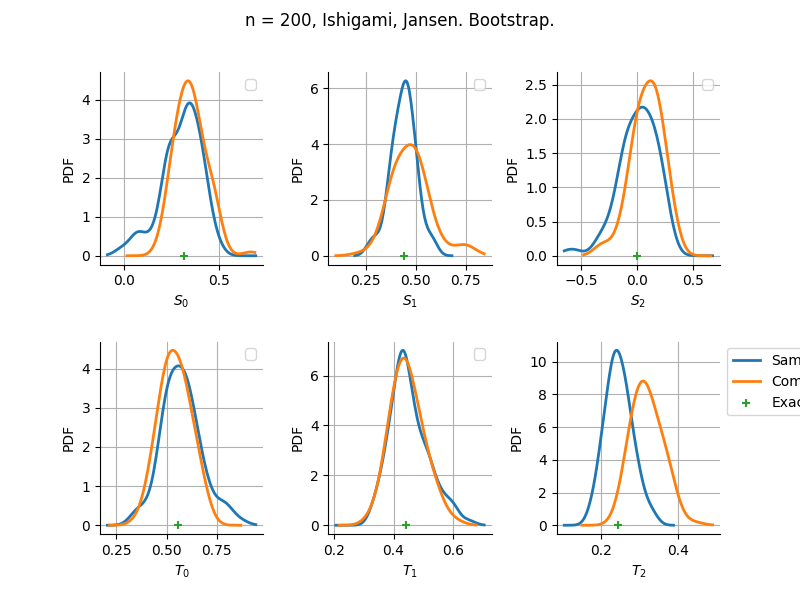 n = 200, Ishigami, Jansen. Bootstrap.
PDF
4
3
2
1
0
0.0 0.5
S0
PDF
6
4
2
0
0.25 0.50 0.75
S1
PDF
2.5
2.0
1.5
1.0
0.5
0.0
−0.5 0.0 0.5
S2
PDF
4
3
2
1
0
0.25 0.50 0.75
T0
PDF
6
4
2
0
0.2 0.4 0.6
T1
PDF
10
8
6
4
2
0
0.2 0.4
T2
Sam
Com
Exac